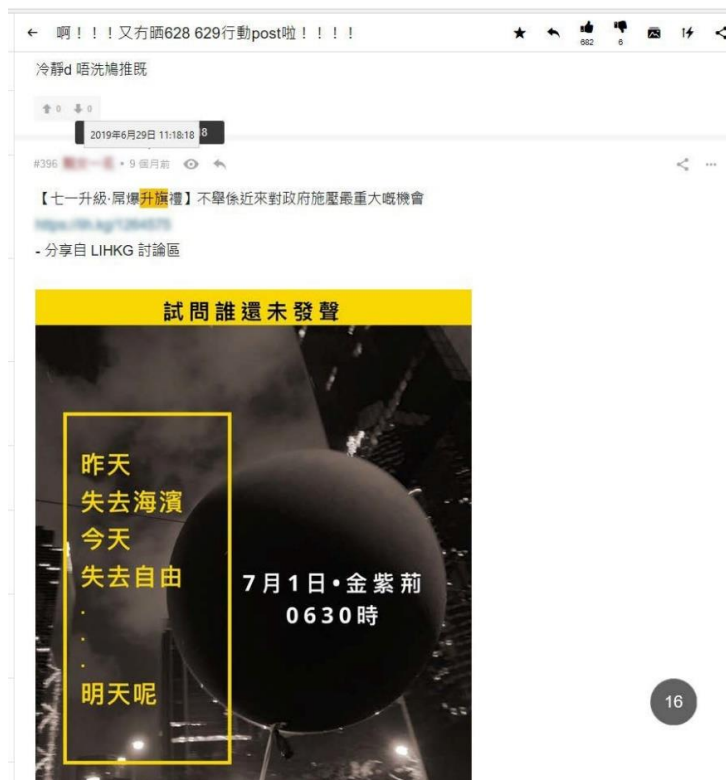 啊！！！又冇晒628 629行動post啦！！！！
682
6
冷靜d 唔洗鳩推既
0 0
2019年6月29日 11:18:18
8
#396 • 9 個月前
【七一升級·屌爆升旗禮】不舉係近來對政府施壓最重大嘅機會
- 分享自 LIHKG 討論區
試問誰還未發聲
昨天
失去海濱
今天
失去自由
.
.
.
明天呢
7月1日•金紫荊
0630時
16